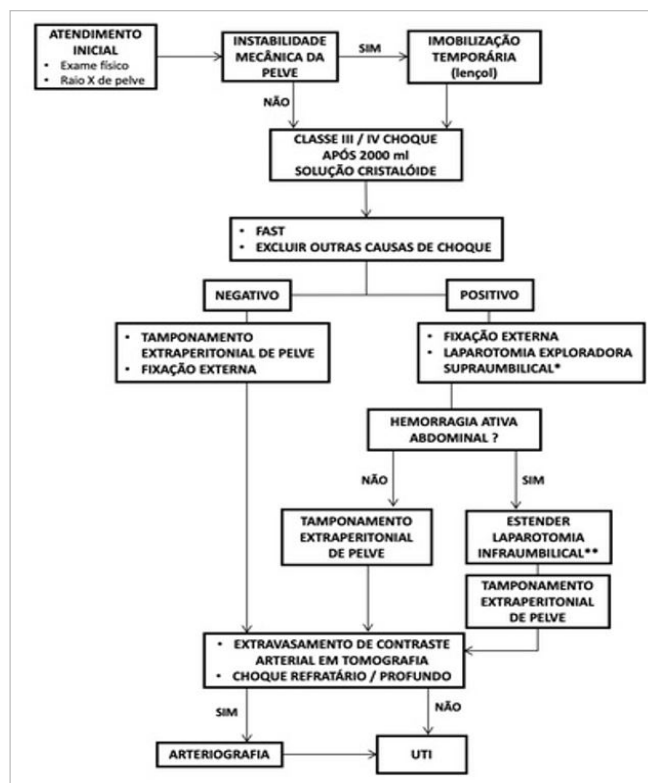 ATENDIMENTO
INICIAL
• Exame físico
• Raio X de pelve
INSTABILIDADE
MECÂNICA DA
PELVE
SIM
IMOBILIZAÇÃO
TEMPORÁRIA
(lençol)
NÃO
CLASSE III / IV CHOQUE
APÓS 2000 ml
SOLUÇÃO CRISTALÓIDE
• FAST
• EXCLUIR OUTRAS CAUSAS DE CHOQUE
NEGATIVO
POSITIVO
• TAMPONAMENTO
EXTRAPERITONIAL DE PELVE
• FIXAÇÃO EXTERNA
• FIXAÇÃO EXTERNA
• LAPAROTOMIA EXPLORADORA
SUPRAUMBILICAL*
HEMORRAGIA ATIVA
ABDOMINAL ?
NÃO
SIM
TAMPONAMENTO
EXTRAPERITONIAL
DE PELVE
ESTENDER
LAPAROTOMIA
INFRAUMBILICAL**
TAMPONAMENTO
EXTRAPERITONIAL DE
PELVE
• EXTRAVASAMENTO DE CONTRASTE
ARTERIAL EM TOMOGRAFIA
• CHOQUE REFRATÁRIO / PROFUNDO
SIM
NÃO
ARTERIOGRAFIA
UTI